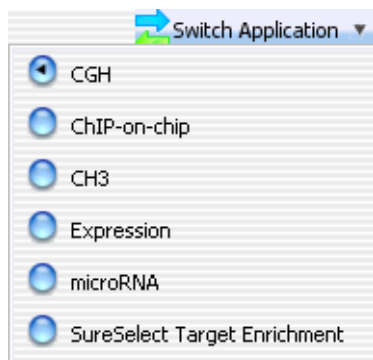 Switch Application
CGH
ChIP-on-chip
CH3
Expression
microRNA
SureSelect Target Enrichment